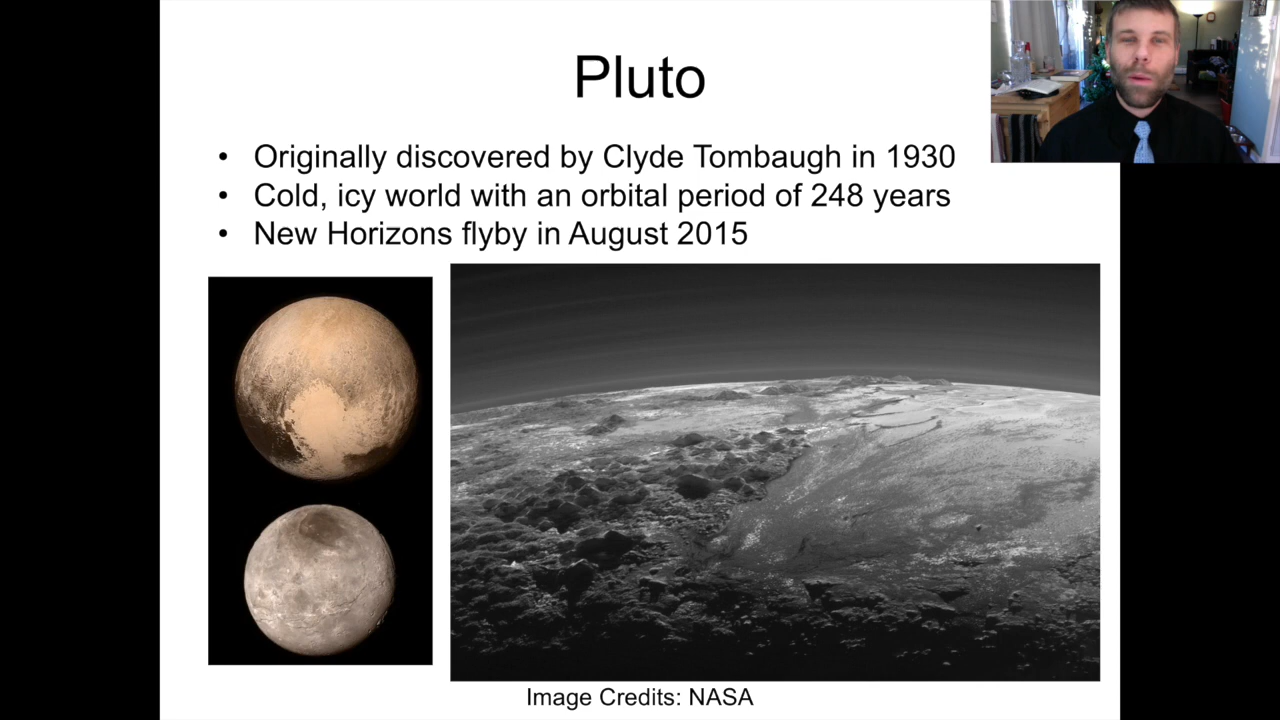 Pluto
• Originally discovered by Clyde Tombaugh in 1930
• Cold, icy world with an orbital period of 248 years
• New Horizons flyby in August 2015
Image Credits: NASA